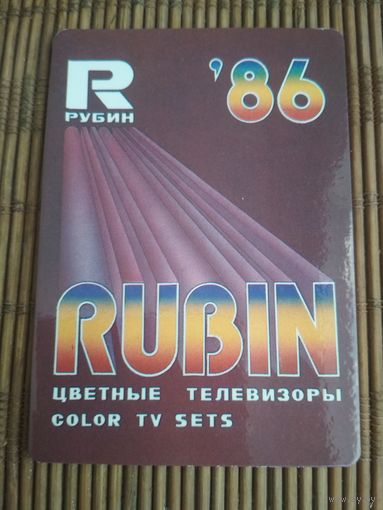 R
'86
РУБИН
RUBIN
ЦВЕТНЫЕ ТЕЛЕВИЗОРЫ
COLOR TV SETS